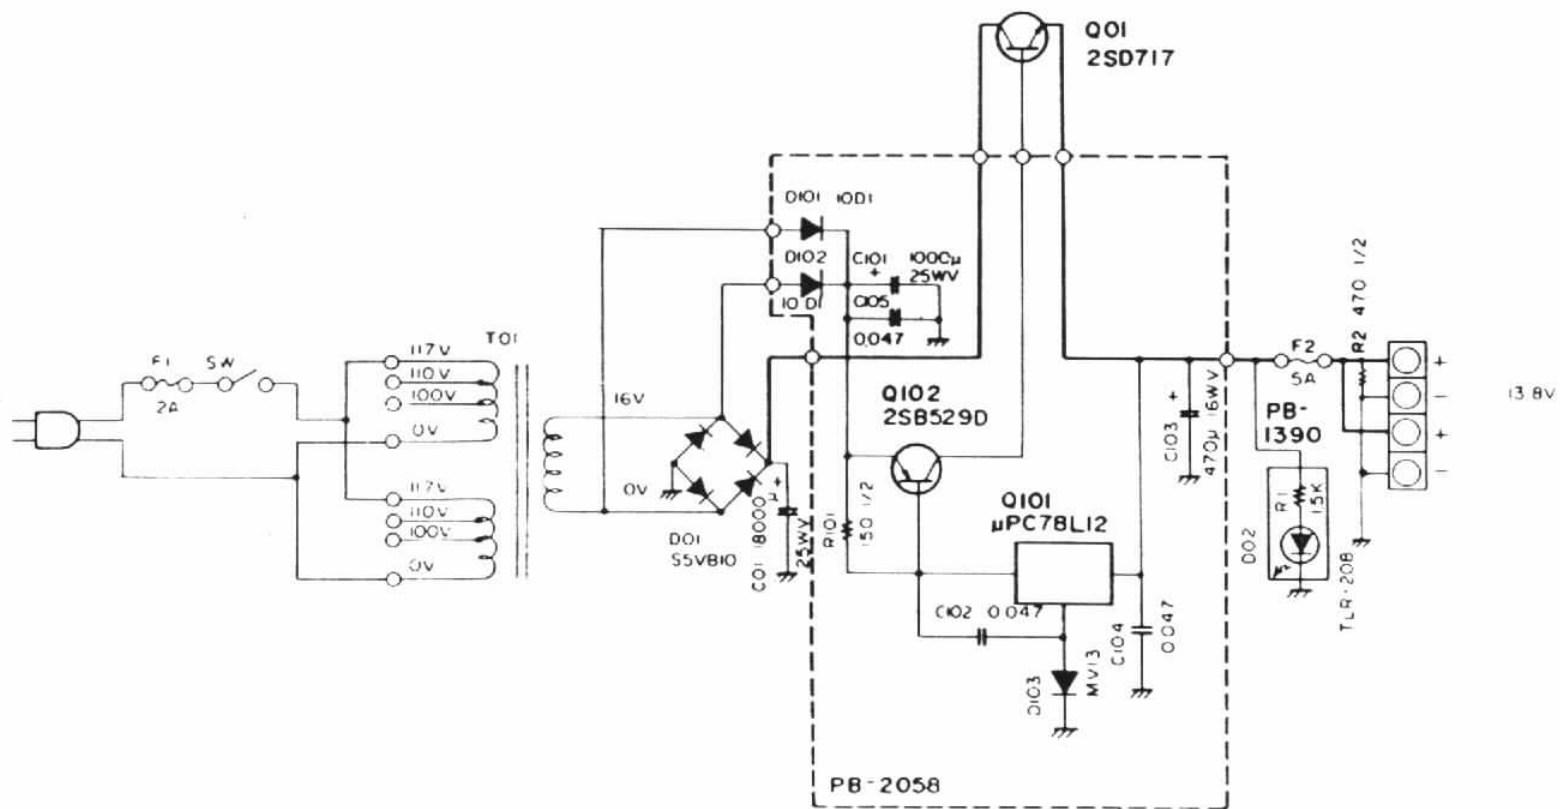 Q01
2SD717
D101 10D1
D102
10D1
C101
+
1000μ
25WV
C105
0.047
T01
F1
SW
2A
117V
110V
100V
0V
117V
110V
100V
0V
16V
0V
D01
S5VB10
C01 18000μ
+
25WV
Q102
2SB529D
R101
150 1/2
Q101
μPC78L12
C102 0.047
D103
MV13
C104
0.047
+
C103
470μ 16WV
F2
5A
R2 470 1/2
PB-
1390
R1
1.5K
D02
TLR-208
+
-
+
-
13.8V
PB-2058